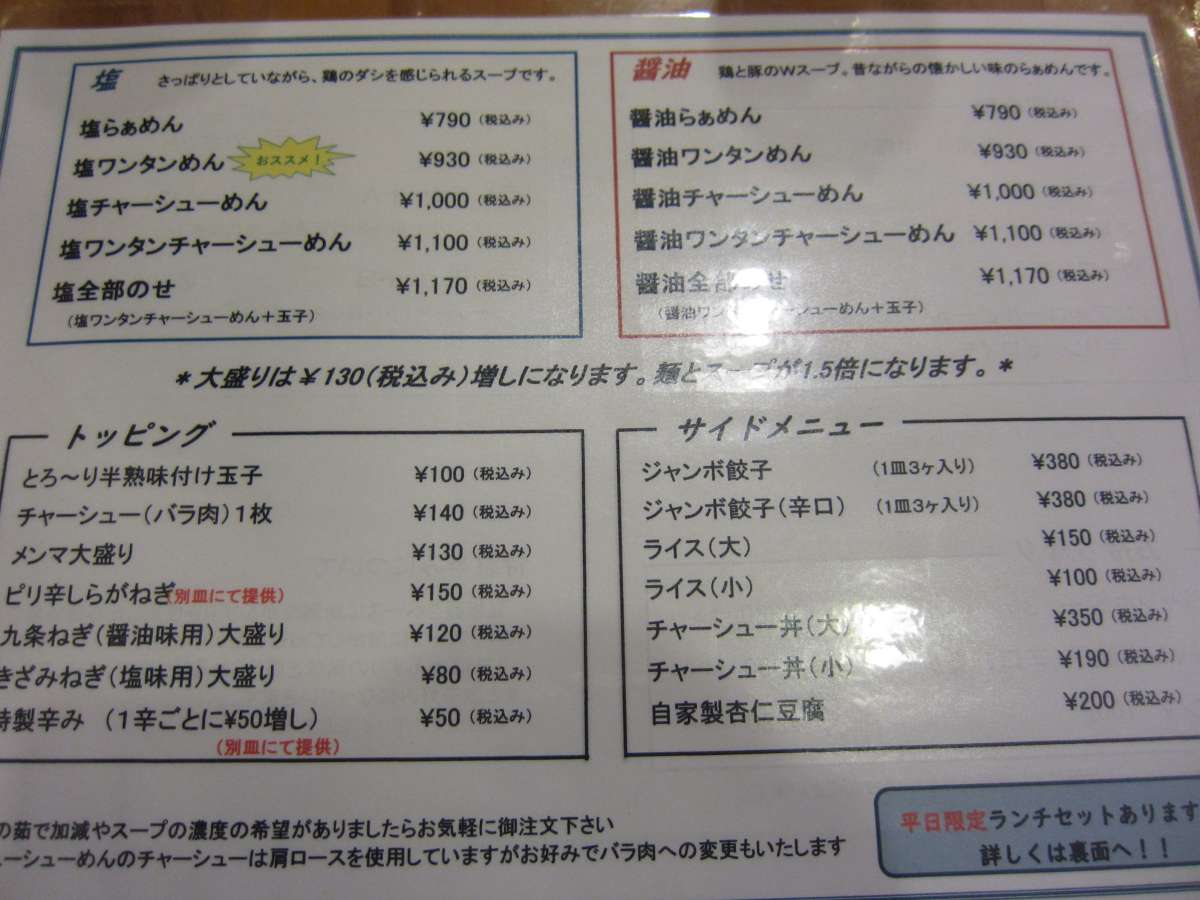 塩 さっぱりとしていながら、鶏のダシを感じられるスープです。
塩らぁめん ¥790（税込み）
塩ワンタンめん おススメ！ ¥930（税込み）
塩チャーシューめん ¥1,000（税込み）
塩ワンタンチャーシューめん ¥1,100（税込み）
塩全部のせ ¥1,170（税込み）
（塩ワンタンチャーシューめん＋玉子）
醤油 鶏と豚のWスープ。昔ながらの懐かしい味のらぁめんです。
醤油らぁめん ¥790（税込み）
醤油ワンタンめん ¥930（税込み）
醤油チャーシューめん ¥1,000（税込み）
醤油ワンタンチャーシューめん ¥1,100（税込み）
醤油全部のせ ¥1,170（税込み）
（醤油ワンタンチャーシューめん＋玉子）
＊大盛りは￥130（税込み）増しになります。麺とスープが1.5倍になります。＊
トッピング
とろ～り半熟味付け玉子 ¥100（税込み）
チャーシュー（バラ肉）１枚 ¥140（税込み）
メンマ大盛り ¥130（税込み）
ピリ辛しらがねぎ（別皿にて提供） ¥150（税込み）
九条ねぎ（醤油味用）大盛り ¥120（税込み）
きざみねぎ（塩味用）大盛り ¥80（税込み）
特製辛み （１辛ごとに¥50増し） ¥50（税込み）
（別皿にて提供）
サイドメニュー
ジャンボ餃子 （1皿3ヶ入り） ¥380（税込み）
ジャンボ餃子（辛口） （1皿3ヶ入り） ¥380（税込み）
ライス（大） ¥150（税込み）
ライス（小） ¥100（税込み）
チャーシュー丼（大） ¥350（税込み）
チャーシュー丼（小） ¥190（税込み）
自家製杏仁豆腐 ¥200（税込み）
の茹で加減やスープの濃度の希望がありましたらお気軽に御注文下さい
ーシューめんのチャーシューは肩ロースを使用していますがお好みでバラ肉への変更もいたします
平日限定ランチセットあります
詳しくは裏面へ！！